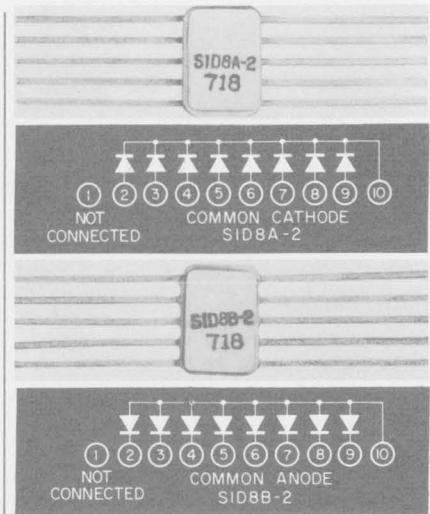 SID8A-2
718
1 2 3 4 5 6 7 8 9 10
NOT CONNECTED
COMMON CATHODE
SID8A-2
SID8B-2
718
1 2 3 4 5 6 7 8 9 10
NOT CONNECTED
COMMON ANODE
SID8B-2